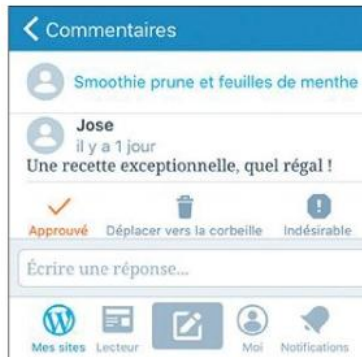 Commentaires
Smoothie prune et feuilles de menthe
Jose
il y a 1 jour
Une recette exceptionnelle, quel régal !
Approuvé Déplacer vers la corbeille Indésirable
Écrire une réponse...
Mes sites Lecteur Moi Notifications